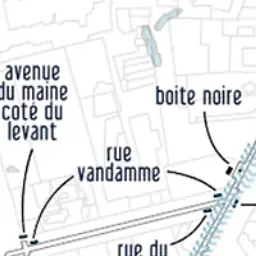 avenue
du maine
coté du
levant
boite noire
rue
vandamme
rue du